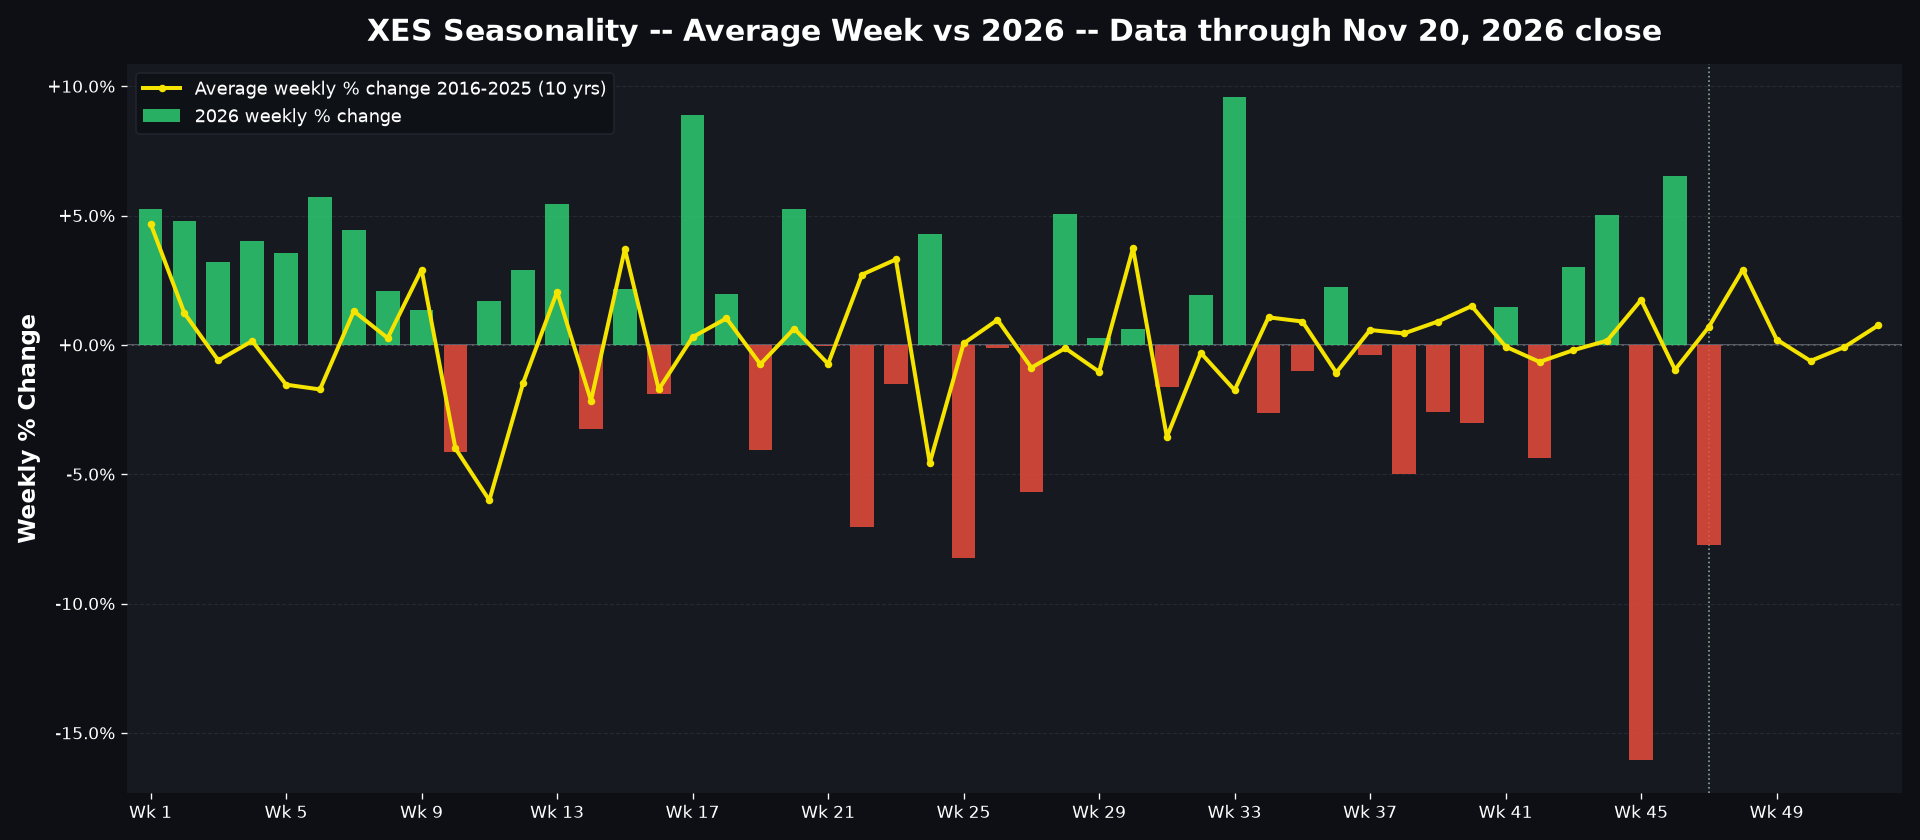 XES Seasonality -- Average Week vs 2026 -- Data through Nov 20, 2026 close
Average weekly % change 2016-2025 (10 yrs)
2026 weekly % change
Weekly % Change
+10.0%
+5.0%
+0.0%
-5.0%
-10.0%
-15.0%
Wk 1 Wk 5 Wk 9 Wk 13 Wk 17 Wk 21 Wk 25 Wk 29 Wk 33 Wk 37 Wk 41 Wk 45 Wk 49